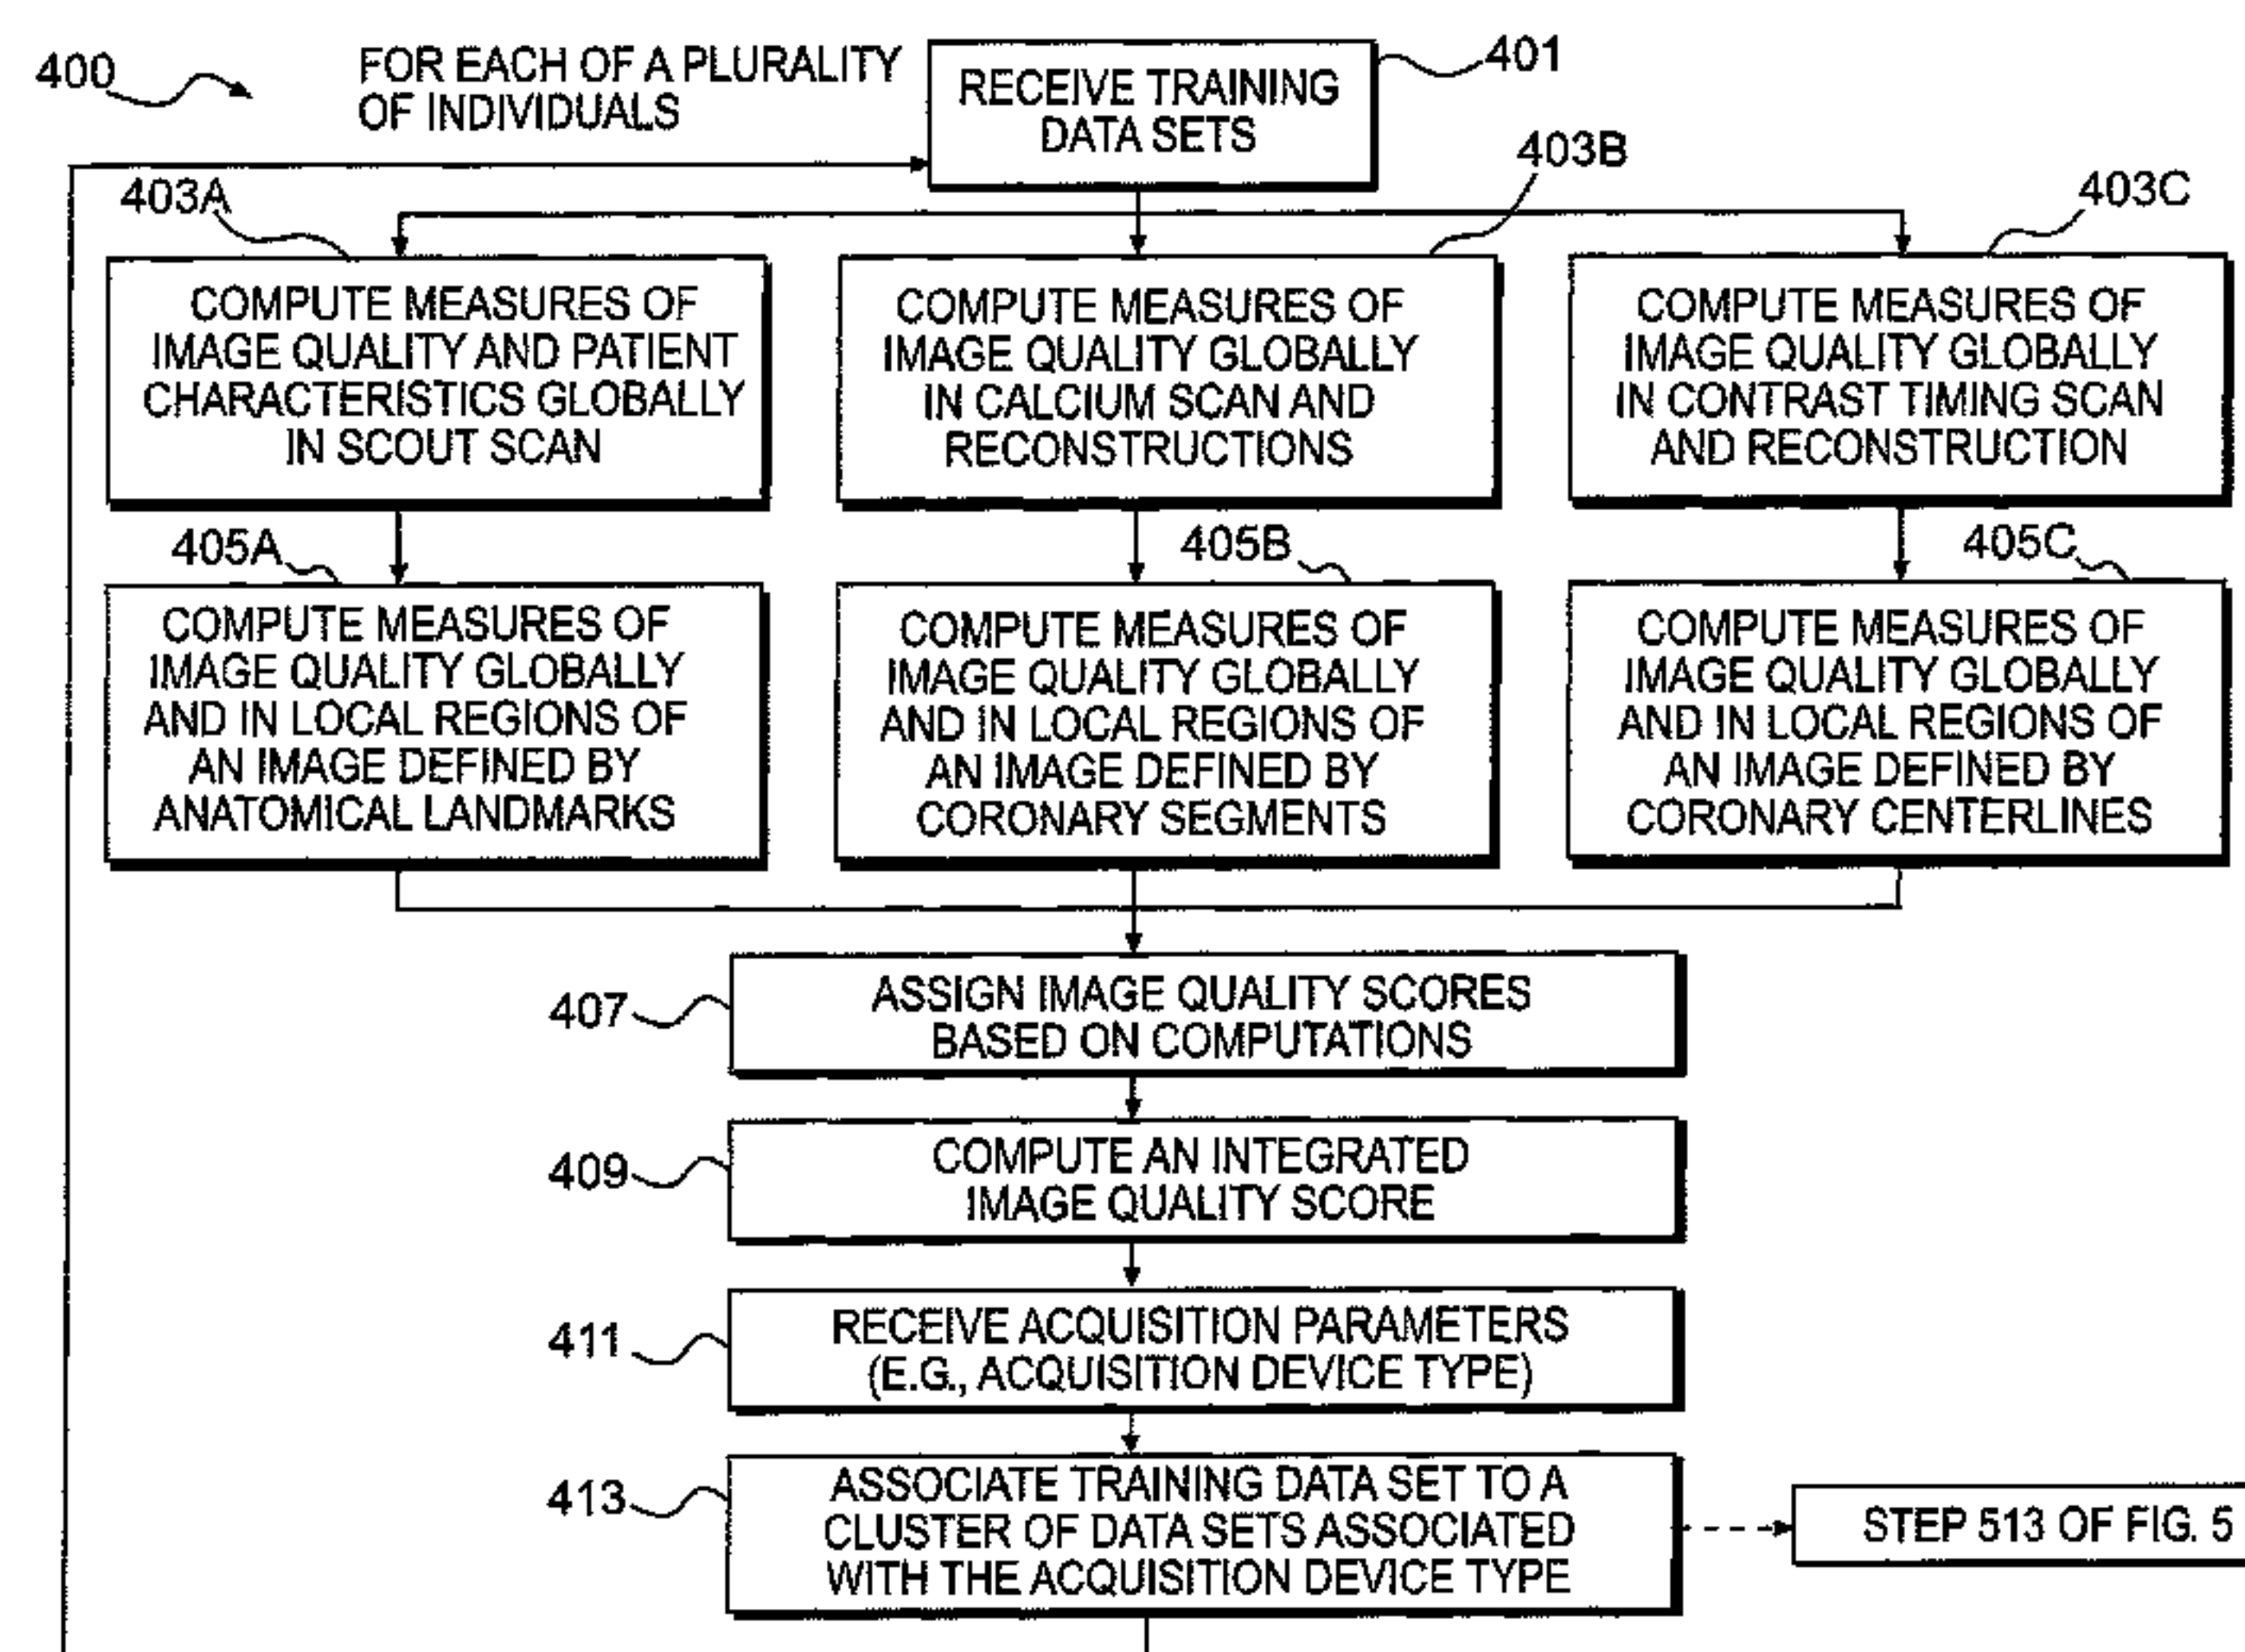 400
FOR EACH OF A PLURALITY
OF INDIVIDUALS
RECEIVE TRAINING
DATA SETS
401
403A
403B
403C
COMPUTE MEASURES OF
IMAGE QUALITY AND PATIENT
CHARACTERISTICS GLOBALLY
IN SCOUT SCAN
COMPUTE MEASURES OF
IMAGE QUALITY GLOBALLY
IN CALCIUM SCAN AND
RECONSTRUCTIONS
COMPUTE MEASURES OF
IMAGE QUALITY GLOBALLY
IN CONTRAST TIMING SCAN
AND RECONSTRUCTION
405A
405B
405C
COMPUTE MEASURES OF
IMAGE QUALITY GLOBALLY
AND IN LOCAL REGIONS OF
AN IMAGE DEFINED BY
ANATOMICAL LANDMARKS
COMPUTE MEASURES OF
IMAGE QUALITY GLOBALLY
AND IN LOCAL REGIONS OF
AN IMAGE DEFINED BY
CORONARY SEGMENTS
COMPUTE MEASURES OF
IMAGE QUALITY GLOBALLY
AND IN LOCAL REGIONS OF
AN IMAGE DEFINED BY
CORONARY CENTERLINES
407
ASSIGN IMAGE QUALITY SCORES
BASED ON COMPUTATIONS
409
COMPUTE AN INTEGRATED
IMAGE QUALITY SCORE
411
RECEIVE ACQUISITION PARAMETERS
(E.G., ACQUISITION DEVICE TYPE)
413
ASSOCIATE TRAINING DATA SET TO A
CLUSTER OF DATA SETS ASSOCIATED
WITH THE ACQUISITION DEVICE TYPE
STEP 513 OF FIG. 5